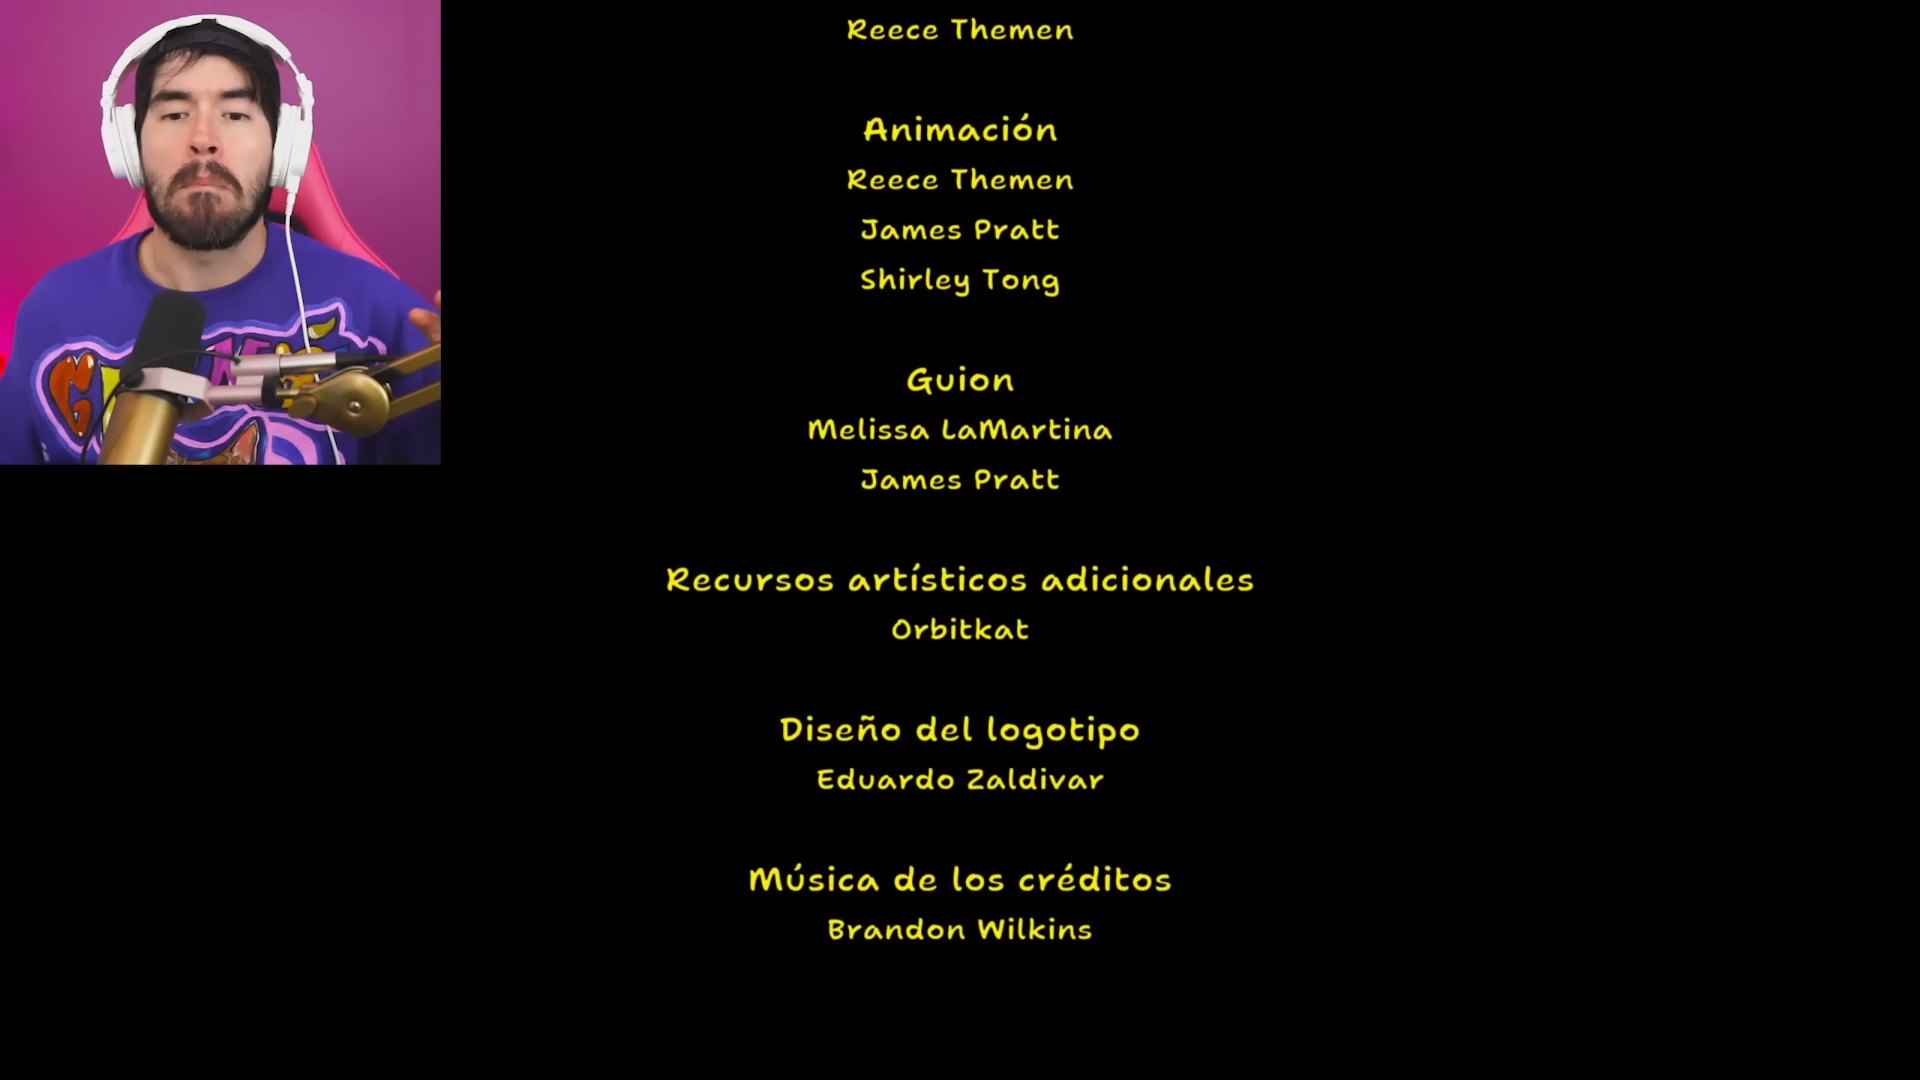 Reece Themen
Animación
Reece Themen
James Pratt
Shirley Tong
Guion
Melissa LaMartina
James Pratt
Recursos artísticos adicionales
Orbitkat
Diseño del logotipo
Eduardo Zaldivar
Música de los créditos
Brandon Wilkins